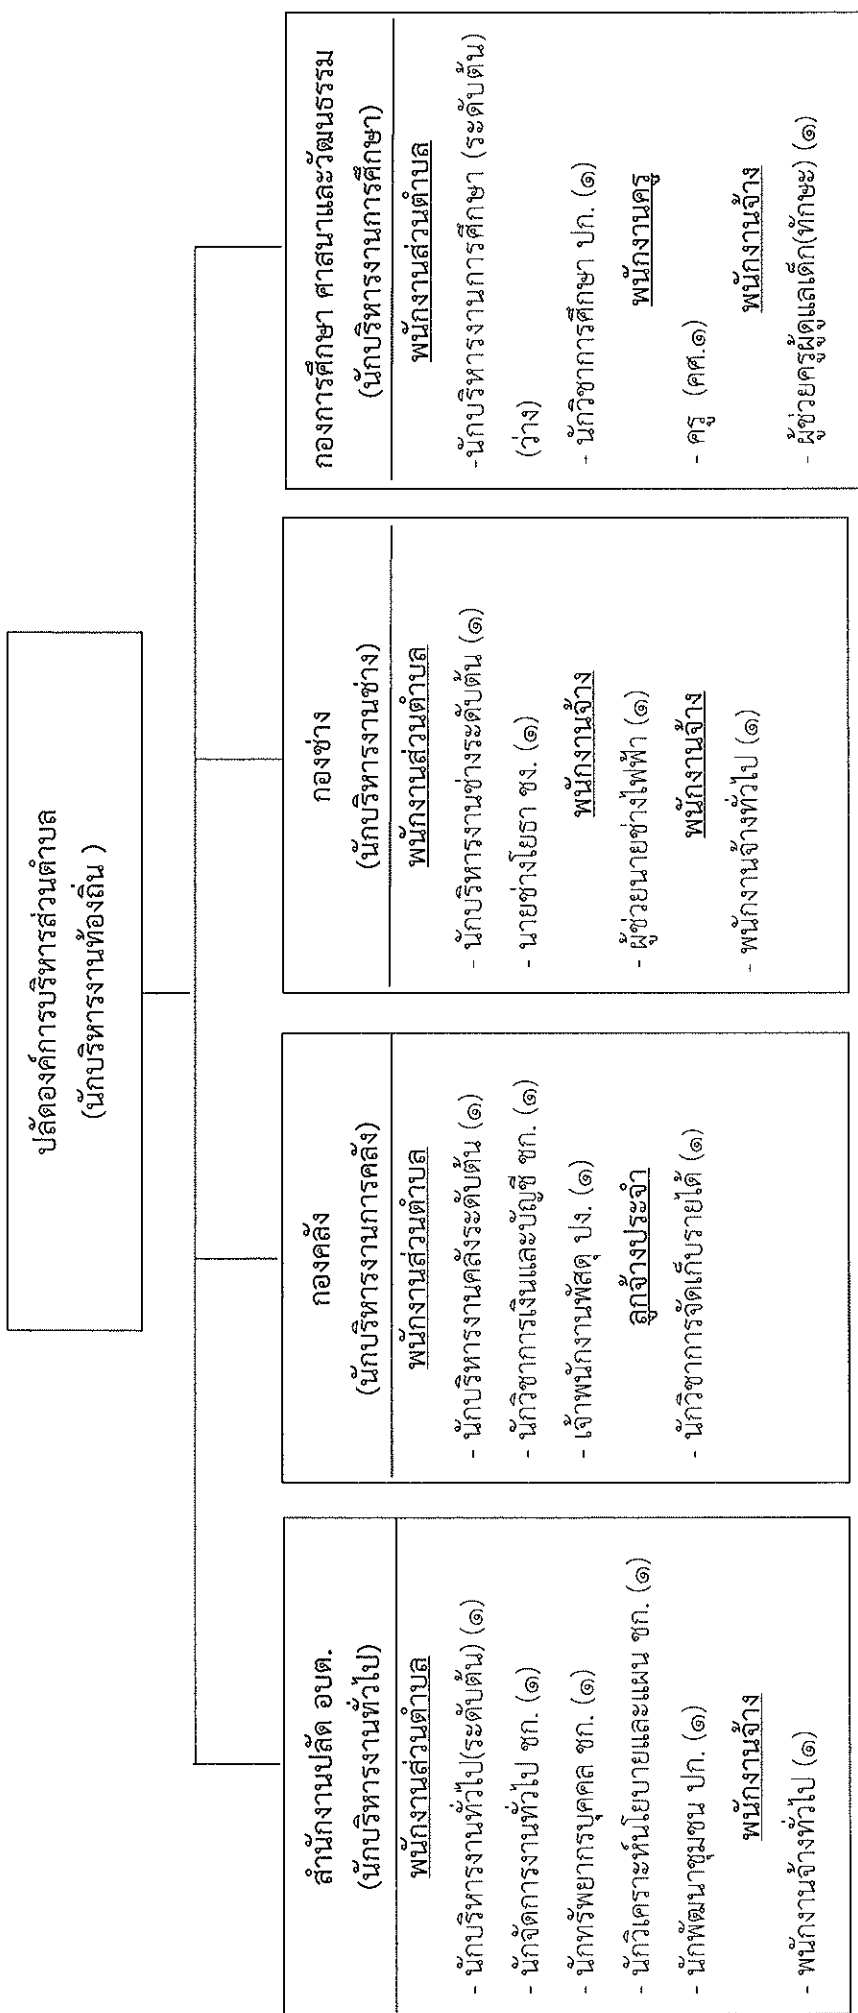 ปลัดองค์การบริหารส่วนตำบล
(นักบริหารงานท้องถิ่น )
สำนักงานปลัด อบต.
(นักบริหารงานทั่วไป)
พนักงานส่วนตำบล
- นักบริหารงานทั่วไป(ระดับต้น) (๑)
- นักจัดการงานทั่วไป ชก. (๑)
- นักทรัพยากรบุคคล ชก. (๑)
- นักวิเคราะห์นโยบายและแผน ชก. (๑)
- นักพัฒนาชุมชน ปก. (๑)
พนักงานจ้าง
- พนักงานจ้างทั่วไป (๑)
กองคลัง
(นักบริหารงานการคลัง)
พนักงานส่วนตำบล
- นักบริหารงานคลังระดับต้น (๑)
- นักวิชาการเงินและบัญชี ชก. (๑)
- เจ้าพนักงานพัสดุ ปง. (๑)
ลูกจ้างประจำ
- นักวิชาการจัดเก็บรายได้ (๑)
กองช่าง
(นักบริหารงานช่าง)
พนักงานส่วนตำบล
- นักบริหารงานช่างระดับต้น (๑)
- นายช่างโยธา ชง. (๑)
พนักงานจ้าง
- ผู้ช่วยนายช่างไฟฟ้า (๑)
พนักงานจ้าง
- พนักงานจ้างทั่วไป (๑)
กองการศึกษา ศาสนาและวัฒนธรรม
(นักบริหารงานการศึกษา)
พนักงานส่วนตำบล
-นักบริหารงานการศึกษา (ระดับต้น)
(ว่าง)
- นักวิชาการศึกษา ปก. (๑)
พนักงานครู
- ครู (คศ.๑)
พนักงานจ้าง
- ผู้ช่วยครูผู้ดูแลเด็ก(ทักษะ) (๑)